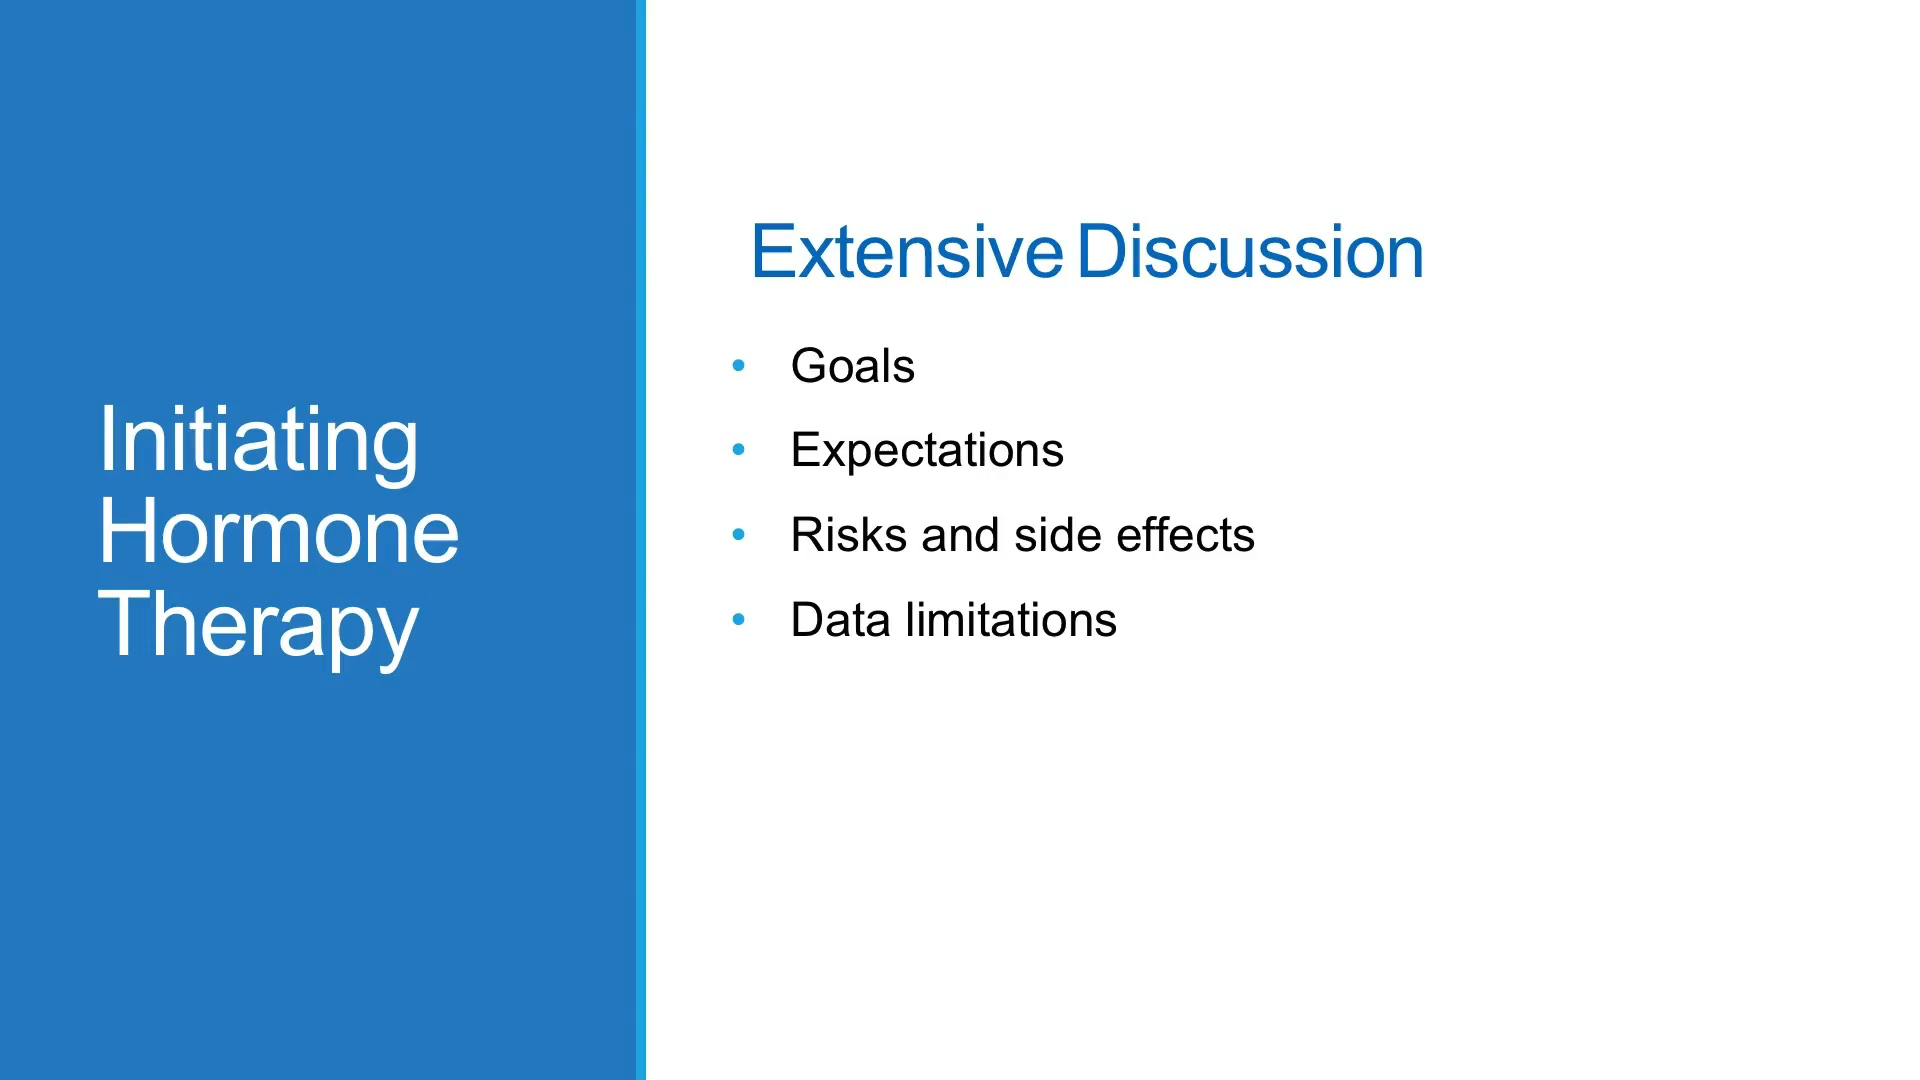 Initiating
Hormone
Therapy
Extensive Discussion
• Goals
• Expectations
• Risks and side effects
• Data limitations